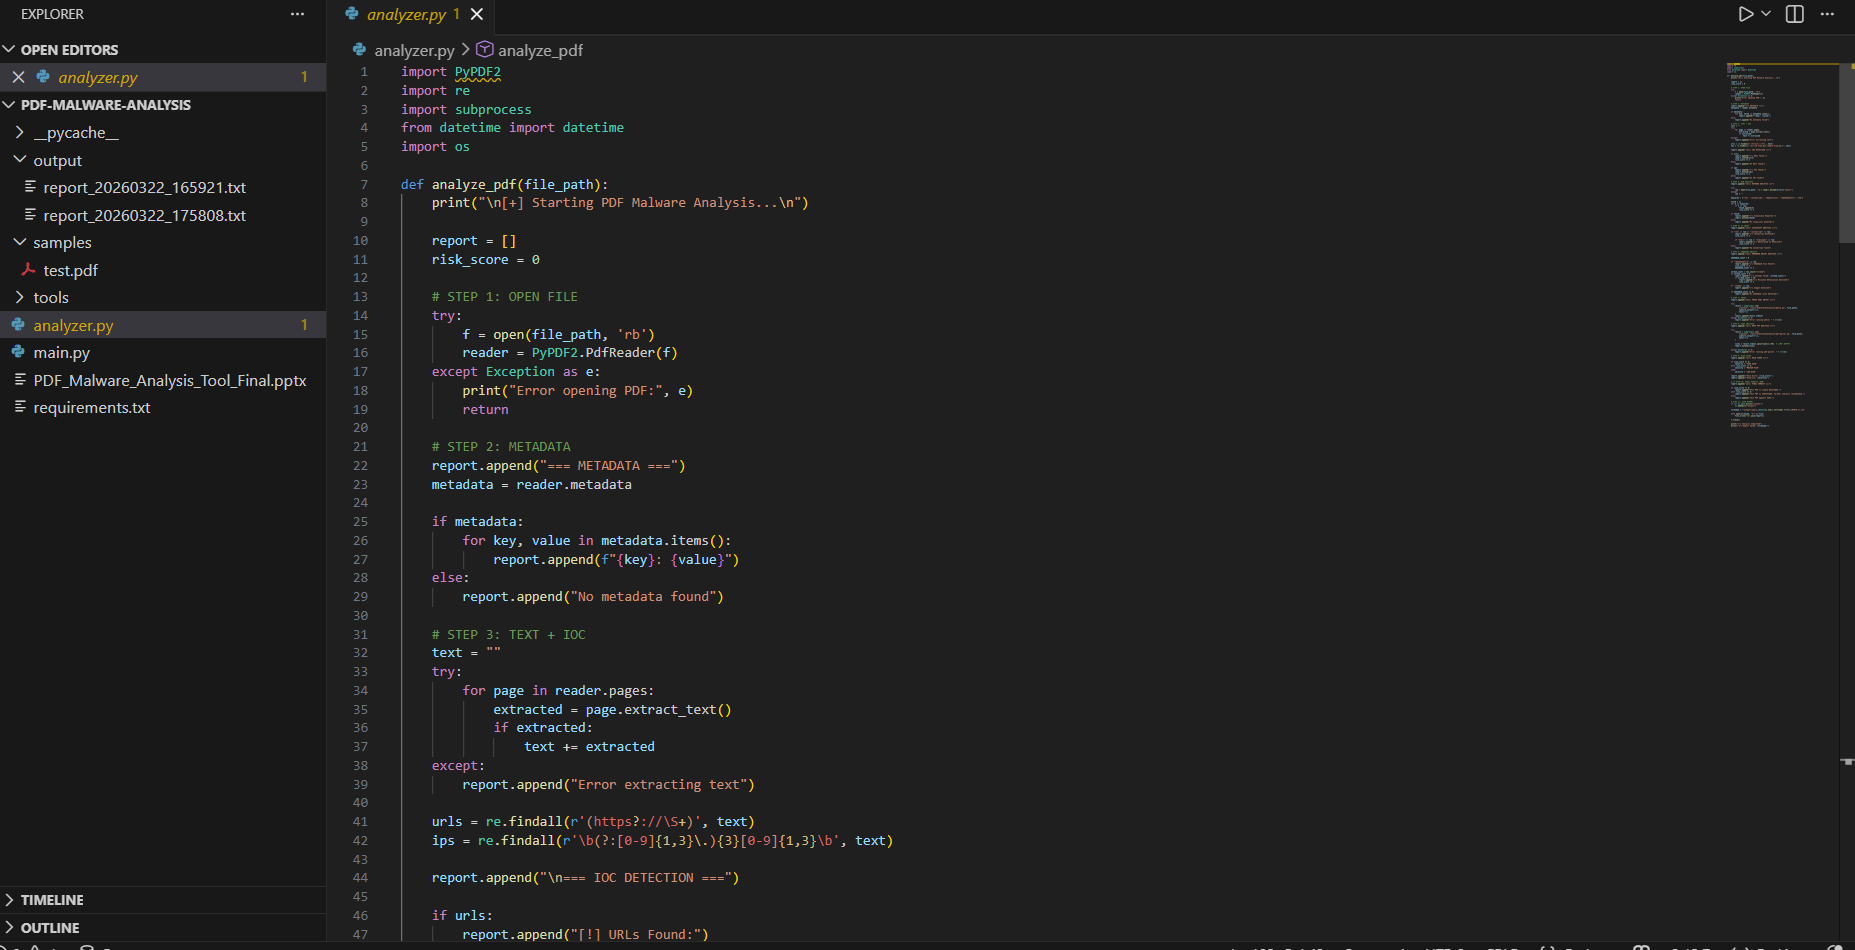 EXPLORER
OPEN EDITORS
analyzer.py 1
PDF-MALWARE-ANALYSIS
__pycache__
output
report_20260322_165921.txt
report_20260322_175808.txt
samples
test.pdf
tools
analyzer.py 1
main.py
PDF_Malware_Analysis_Tool_Final.pptx
requirements.txt
TIMELINE
OUTLINE
analyzer.py 1
analyzer.py > analyze_pdf
1 import PyPDF2
2 import re
3 import subprocess
4 from datetime import datetime
5 import os
6
7 def analyze_pdf(file_path):
8     print("\n[+] Starting PDF Malware Analysis...\n")
9
10     report = []
11     risk_score = 0
12
13     # STEP 1: OPEN FILE
14     try:
15         f = open(file_path, 'rb')
16         reader = PyPDF2.PdfReader(f)
17     except Exception as e:
18         print("Error opening PDF:", e)
19         return
20
21     # STEP 2: METADATA
22     report.append("=== METADATA ===")
23     metadata = reader.metadata
24
25     if metadata:
26         for key, value in metadata.items():
27             report.append(f"{key}: {value}")
28     else:
29         report.append("No metadata found")
30
31     # STEP 3: TEXT + IOC
32     text = ""
33     try:
34         for page in reader.pages:
35             extracted = page.extract_text()
36             if extracted:
37                 text += extracted
38     except:
39         report.append("Error extracting text")
40
41     urls = re.findall(r'(https?://\S+)', text)
42     ips = re.findall(r'\b(?:[0-9]{1,3}\.){3}[0-9]{1,3}\b', text)
43
44     report.append("\n=== IOC DETECTION ===")
45
46     if urls:
47         report.append("[!] URLs Found:")